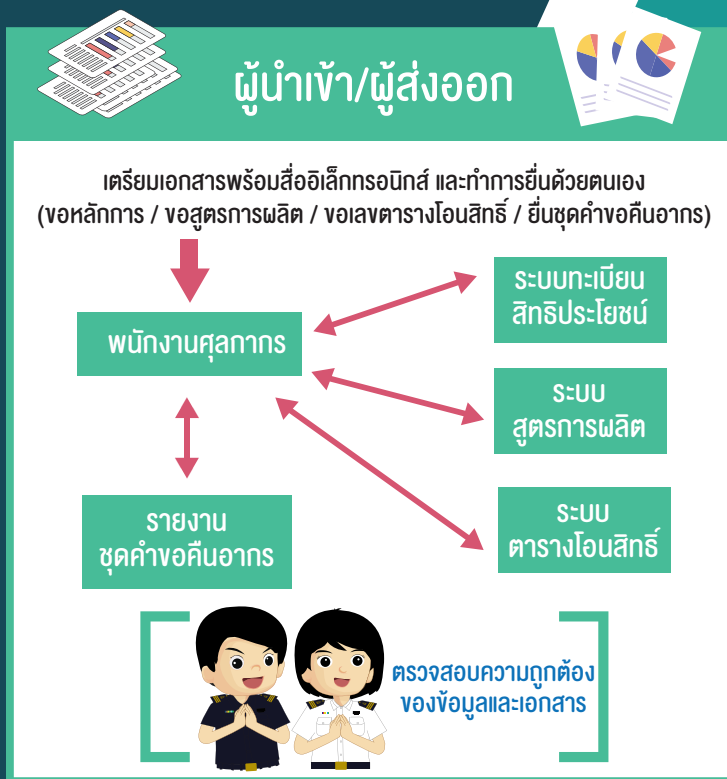 ผู้นำเข้า/ผู้ส่งออก
เตรียมเอกสารพร้อมสื่ออิเล็กทรอนิกส์ และทำการยื่นด้วยตนเอง
(ขอหลักการ / ขอสูตรการผลิต / ขอเลขตารางโอนสิทธิ์ / ยื่นชุดคำขอคืนอากร)
พนักงานศุลกากร
ระบบทะเบียน
สิทธิประโยชน์
ระบบ
สูตรการผลิต
ระบบ
ตารางโอนสิทธิ์
รายงาน
ชุดคำขอคืนอากร
ตรวจสอบความถูกต้อง
ของข้อมูลและเอกสาร